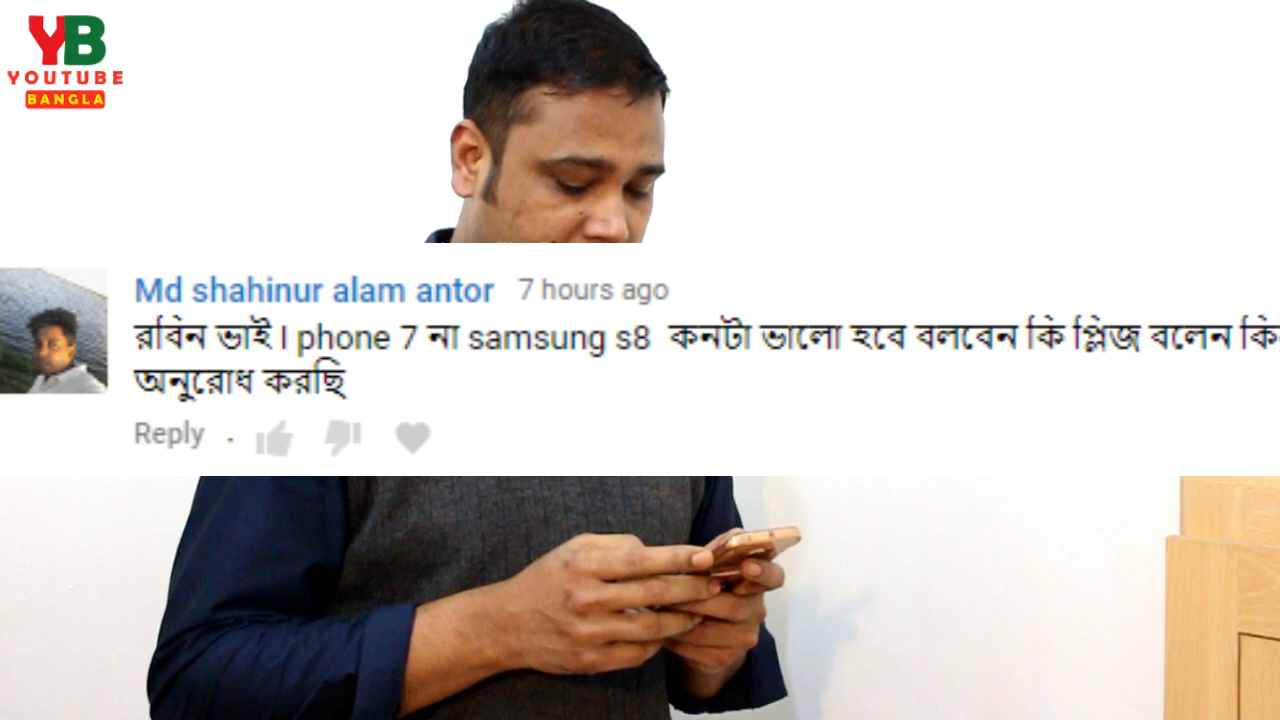 YB
YOUTUBE
BANGLA
Md shahinur alam antor 7 hours ago
রবিন ভাই I phone 7 না samsung s8 কনটা ভালো হবে বলবেন কি প্লিজ বলেন
অনুরোধ করছি
Reply .